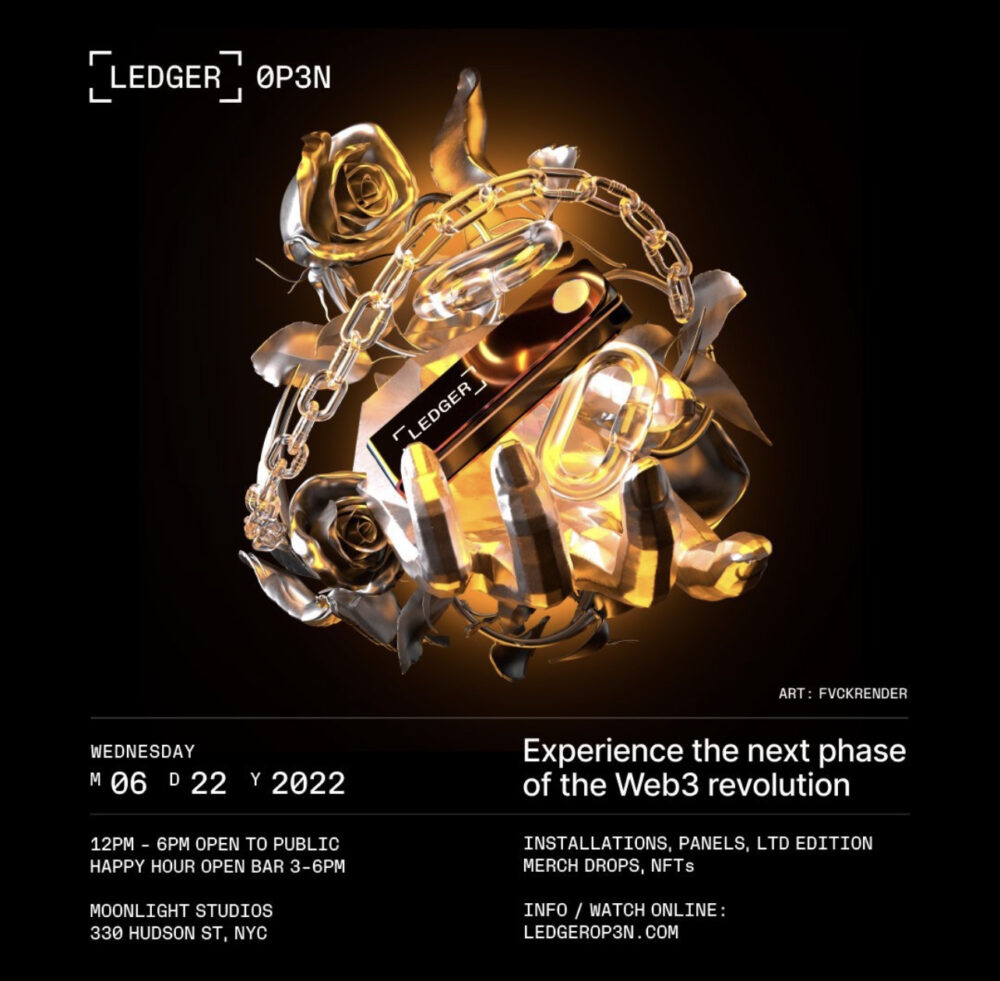 [LEDGER] 0P3N
[LEDGER]
ART: FVCKRENDER
WEDNESDAY
M 06 D 22 Y 2022
Experience the next phase
of the Web3 revolution
12PM - 6PM OPEN TO PUBLIC
HAPPY HOUR OPEN BAR 3-6PM
MOONLIGHT STUDIOS
330 HUDSON ST, NYC
INSTALLATIONS, PANELS, LTD EDITION
MERCH DROPS, NFTs
INFO / WATCH ONLINE:
LEDGEROP3N.COM